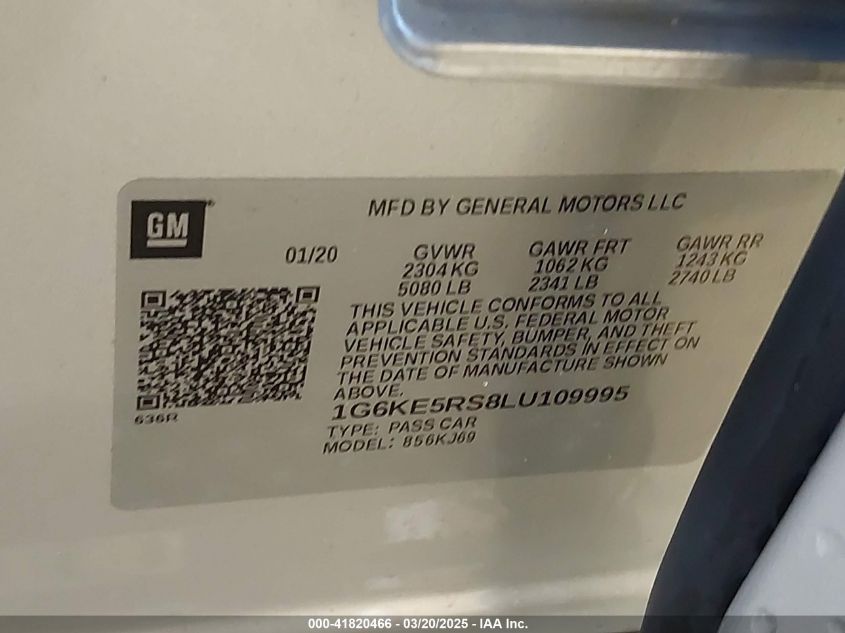 MFD BY GENERAL MOTORS LLC
GM
01/20
GVWR
2304 KG
5080 LB
GAWR FRT
1062 KG
2341 LB
GAWR RR
1243 KG
2740 LB
THIS VEHICLE CONFORMS TO ALL
APPLICABLE U.S. FEDERAL MOTOR
VEHICLE SAFETY, BUMPER, AND THEFT
PREVENTION STANDARDS IN EFFECT ON
THE DATE OF MANUFACTURE SHOWN
ABOVE.
1G6KE5RS8LU109995
TYPE: PASS CAR
MODEL: 856KJ69
636R
000-41820466 - 03/20/2025 - IAA Inc.